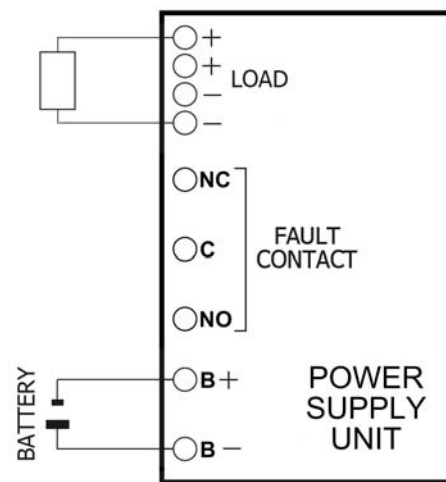 +
+
LOAD
−
−
NC
FAULT
CONTACT
C
NO
BATTERY
B+
B−
POWER
SUPPLY
UNIT